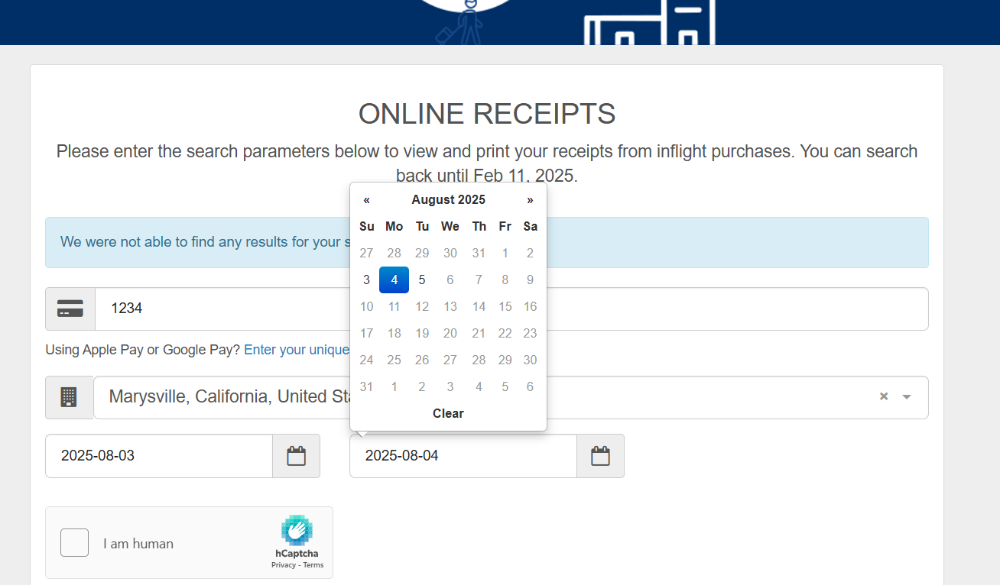 ONLINE RECEIPTS
Please enter the search parameters below to view and print your receipts from inflight purchases. You can search
back until Feb 11, 2025.
« August 2025 »
Su Mo Tu We Th Fr Sa
27 28 29 30 31 1 2
3 4 5 6 7 8 9
10 11 12 13 14 15 16
17 18 19 20 21 22 23
24 25 26 27 28 29 30
31 1 2 3 4 5 6
Clear
We were not able to find any results for your s
1234
Using Apple Pay or Google Pay? Enter your unique
Marysville, California, United Sta
2025-08-03
2025-08-04
I am human
hCaptcha
Privacy - Terms